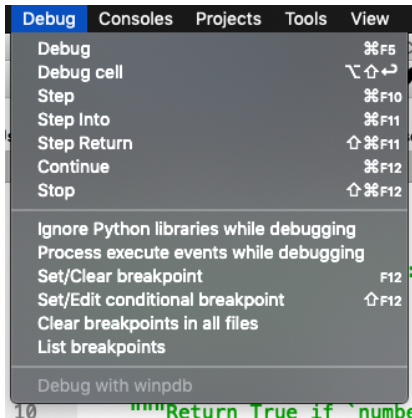 Debug Consoles Projects Tools View
Debug ⌘F5
Debug cell ⌥⇧↩
Step ⌘F10
Step Into ⌘F11
Step Return ⇧⌘F11
Continue ⌘F12
Stop ⇧⌘F12
Ignore Python libraries while debugging
Process execute events while debugging
Set/Clear breakpoint F12
Set/Edit conditional breakpoint ⇧F12
Clear breakpoints in all files
List breakpoints
Debug with winpdb
10 """Return True if `numbe